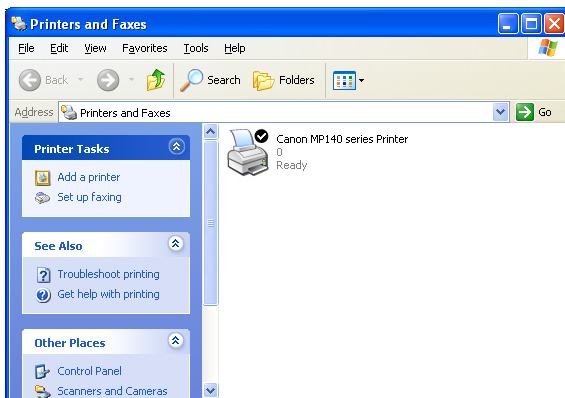 Printers and Faxes
File Edit View Favorites Tools Help
Back Search Folders
Address Printers and Faxes Go
Printer Tasks
Add a printer
Set up faxing
See Also
Troubleshoot printing
Get help with printing
Other Places
Control Panel
Scanners and Cameras
Canon MP140 series Printer
0
Ready